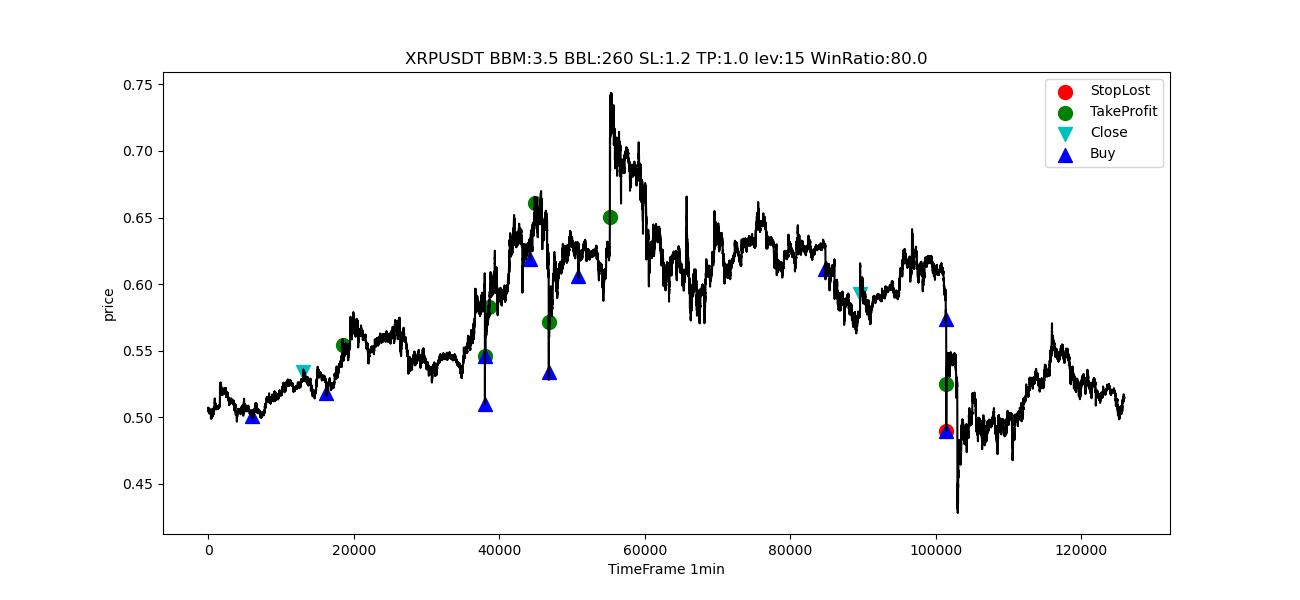 XRPUSDT BBM:3.5 BBL:260 SL:1.2 TP:1.0 lev:15 WinRatio:80.0
StopLost
TakeProfit
Close
Buy
price
0.75
0.70
0.65
0.60
0.55
0.50
0.45
0
20000
40000
60000
80000
100000
120000
TimeFrame 1min